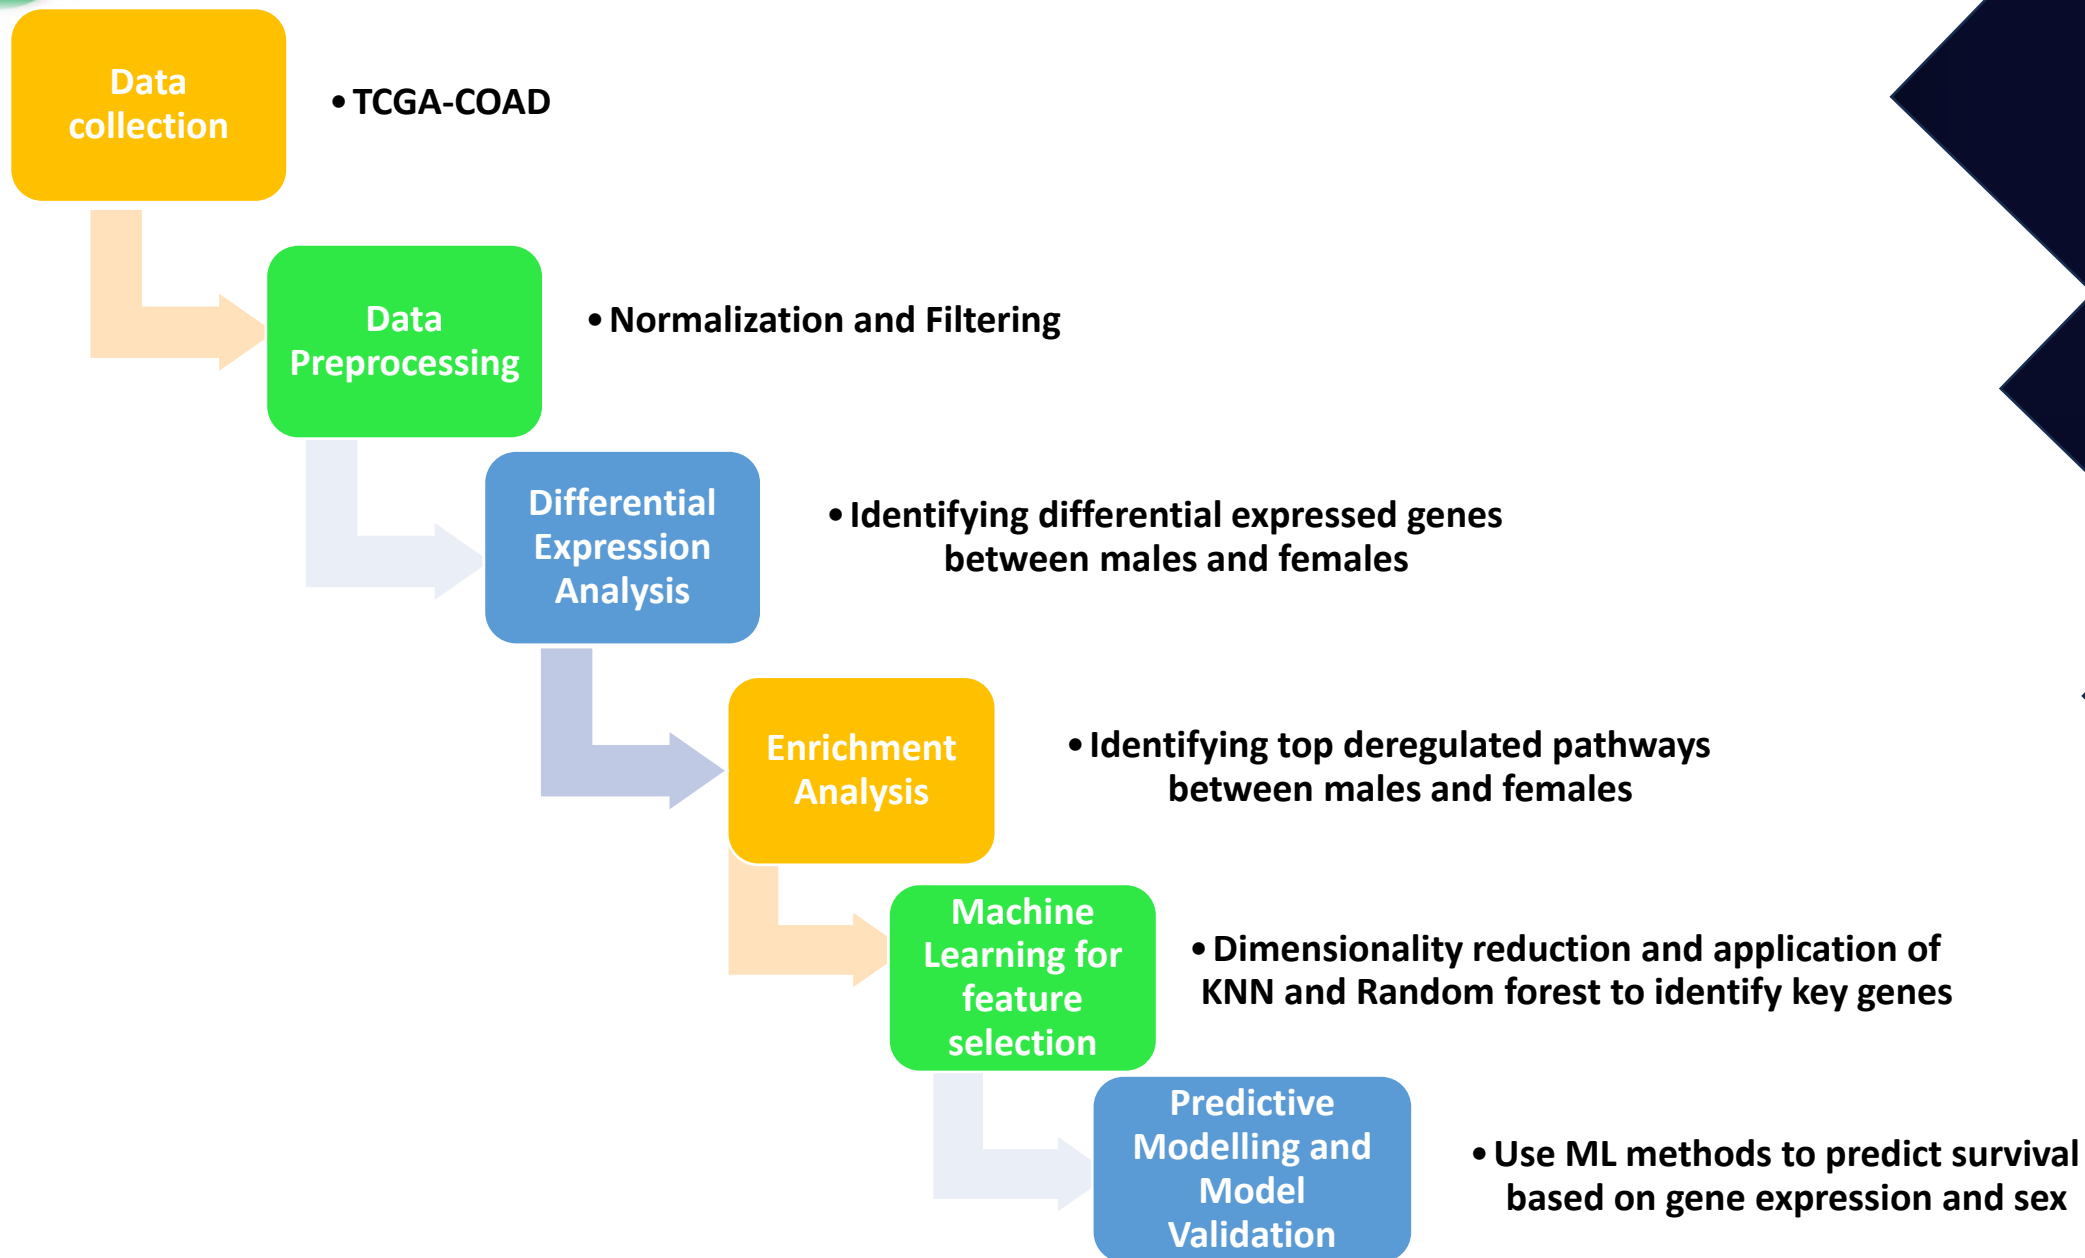 Data
collection
• TCGA-COAD
Data
Preprocessing
• Normalization and Filtering
Differential
Expression
Analysis
• Identifying differential expressed genes
between males and females
Enrichment
Analysis
• Identifying top deregulated pathways
between males and females
Machine
Learning for
feature
selection
• Dimensionality reduction and application of
KNN and Random forest to identify key genes
Predictive
Modelling and
Model
Validation
• Use ML methods to predict survival
based on gene expression and sex